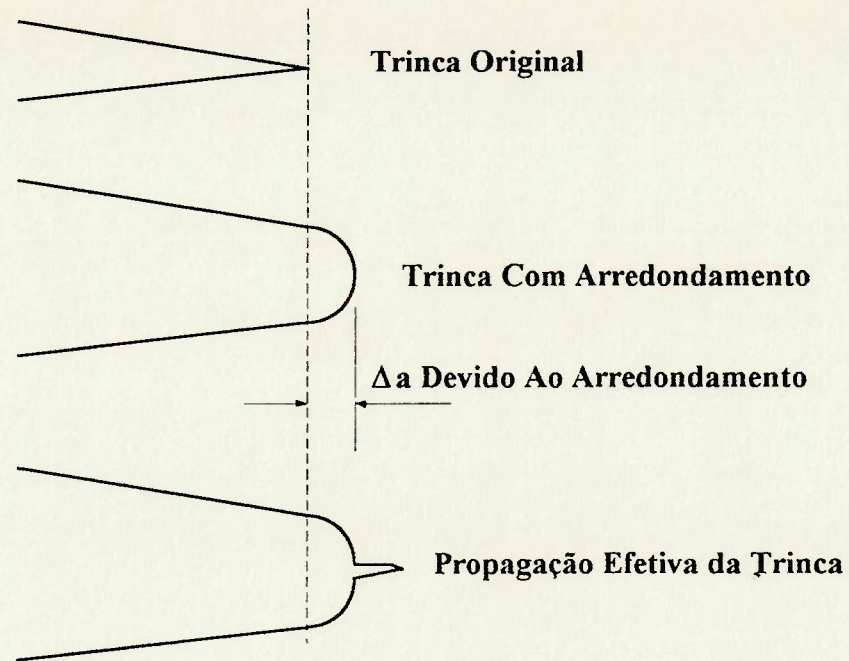 Trinca Original
Trinca Com Arredondamento
Δa Devido Ao Arredondamento
Propagação Efetiva da Trinca